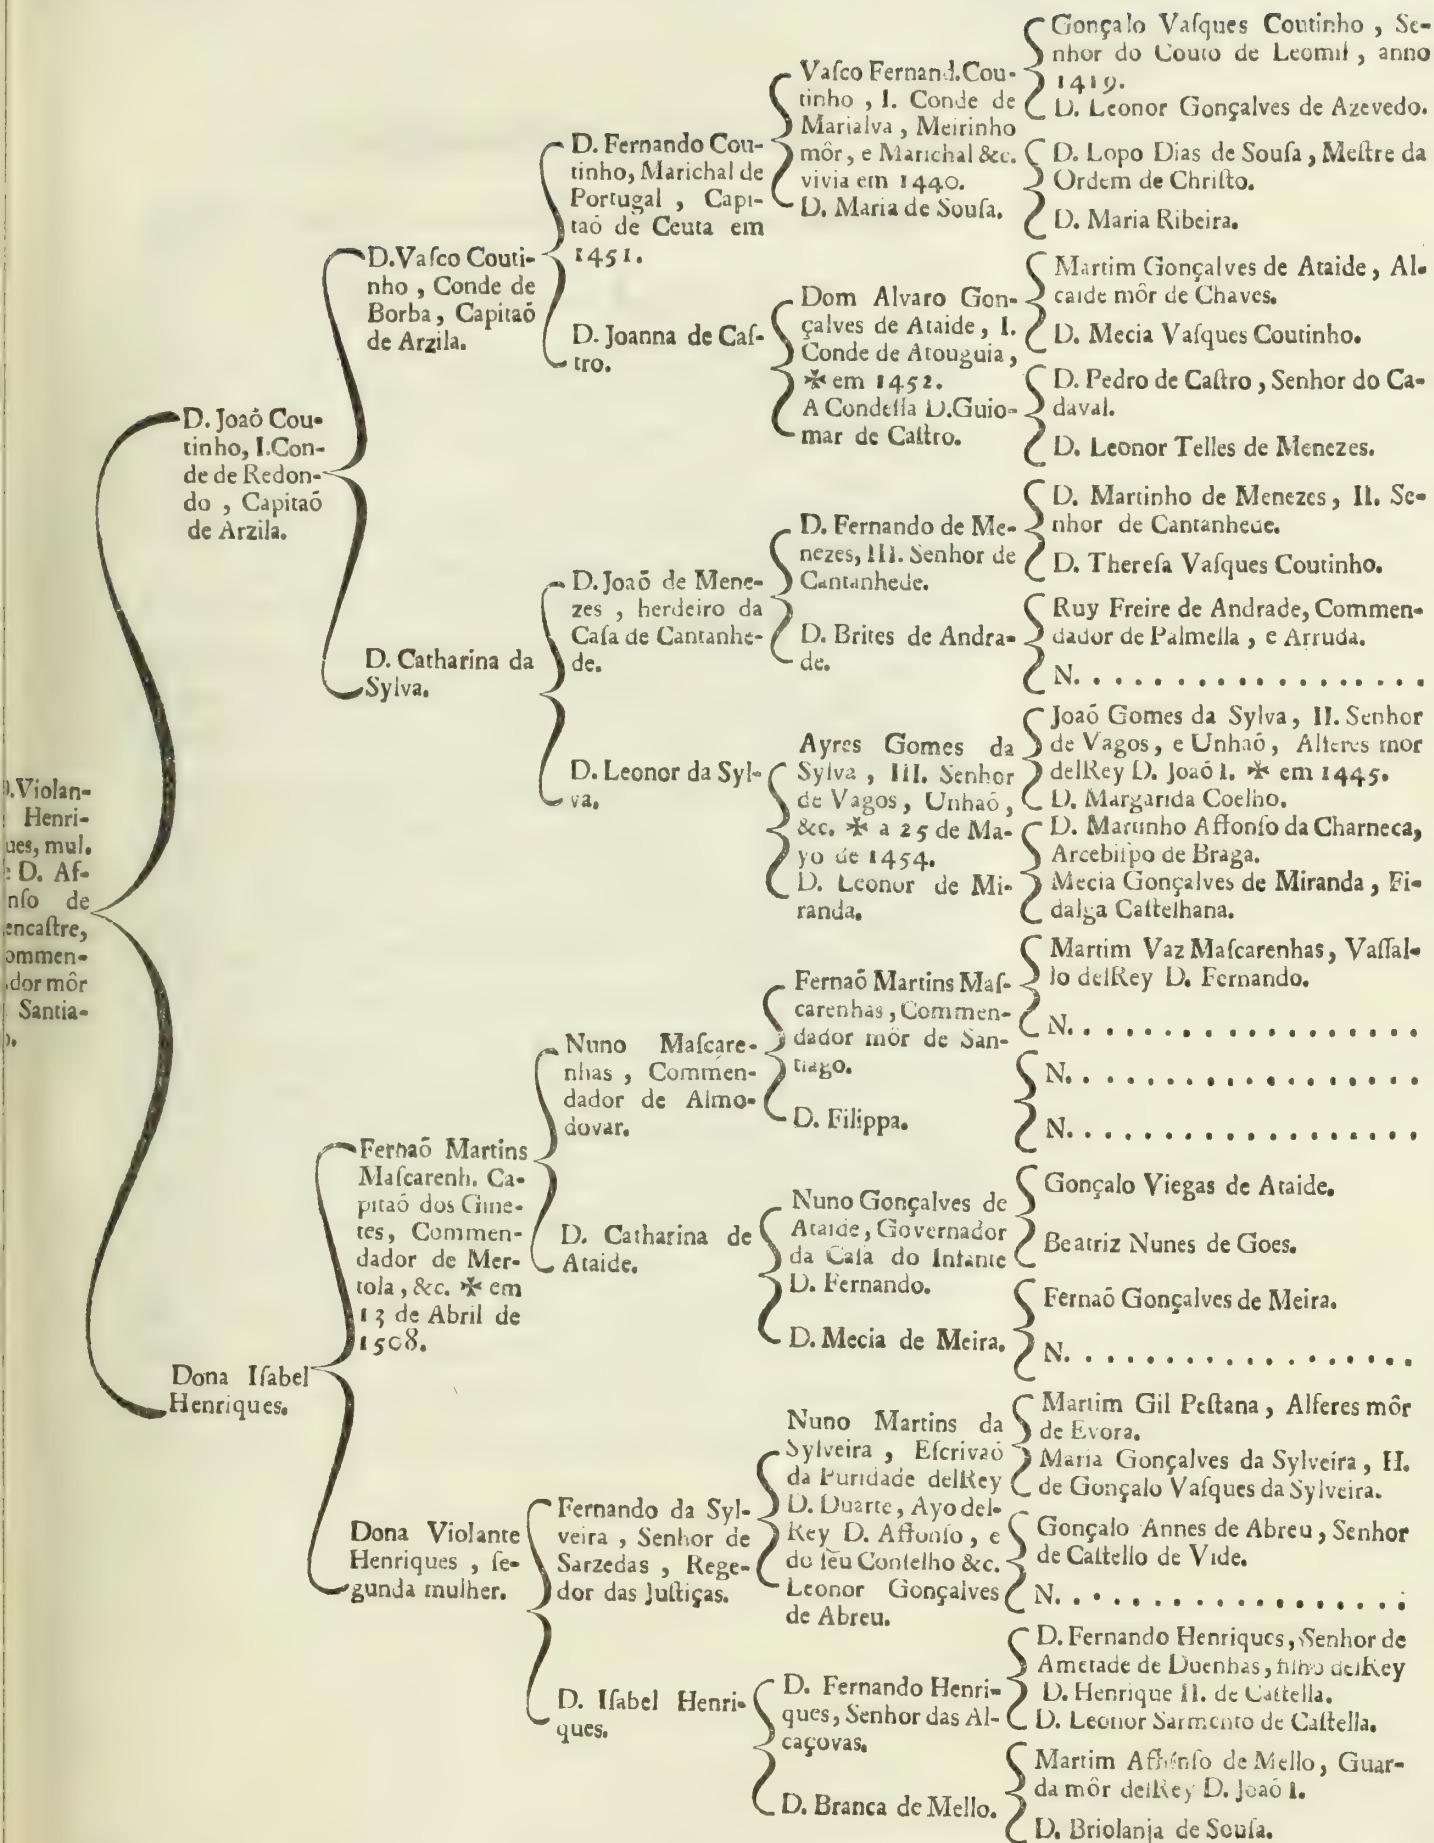 Violan-
Henri-
ues, mul.
D. Af-
nſo de
encaſtre,
ommen-
dor môr
Santia-
D. Joaõ Cou-
tinho, I. Con-
de de Redon-
do , Capitaõ
de Arzila.
Dona Iſabel
Henriques.
D. Vaſco Couti-
nho , Conde de
Borba, Capitaõ
de Arzila.
D. Catharina da
Sylva.
Fernaõ Martins
Maſcarenh. Ca-
pitaõ dos Gine-
tes, Commen-
dador de Mer-
tola, &c. ✠ em
13 de Abril de
1508.
Dona Violante
Henriques , ſe-
gunda mulher.
D. Fernando Cou-
tinho, Marichal de
Portugal , Capi-
taõ de Ceuta em
1451.
D. Joanna de Caſ-
tro.
D. Joaõ de Mene-
zes , herdeiro da
Caſa de Cantanhe-
de.
D. Leonor da Syl-
va.
Nuno Maſcare-
nhas , Commen-
dador de Almo-
dovar.
D. Catharina de
Ataide.
Fernando da Syl-
veira , Senhor de
Sarzedas , Rege-
dor das Juſtiças.
D. Iſabel Henri-
ques.
Vaſco Fernand. Cou-
tinho , I. Conde de
Marialva , Meirinho
môr, e Marichal &c.
vivia em 1440.
D. Maria de Souſa.
Dom Alvaro Gon-
çalves de Ataide , I.
Conde de Atouguia,
✠ em 1452.
A Condeſſa D. Guio-
mar de Caſtro.
D. Fernando de Me-
nezes, III. Senhor de
Cantanhede.
D. Brites de Andra-
de.
Ayres Gomes da
Sylva , III. Senhor
de Vagos , Unhaõ,
&c. ✠ a 25 de Ma-
yo de 1454.
D. Leonor de Mi-
randa.
Fernaõ Martins Maſ-
carenhas, Commen-
dador môr de San-
tiago.
D. Filippa.
Nuno Gonçalves de
Ataide, Governador
da Caſa do Infante
D. Fernando.
D. Mecia de Meira.
Nuno Martins da
Sylveira , Eſcrivaõ
da Puridade delRey
D. Duarte, Ayo del-
Rey D. Affonſo , e
do ſeu Conſelho &c.
Leonor Gonçalves
de Abreu.
D. Fernando Henri-
ques, Senhor das Al-
caçovas.
D. Branca de Mello.
Gonçalo Vaſques Coutinho , Se-
nhor do Couto de Leomil , anno
1419.
D. Leonor Gonçalves de Azevedo.
D. Lopo Dias de Souſa, Meſtre da
Ordem de Chriſto.
D. Maria Ribeira.
Martim Gonçalves de Ataide, Al-
caide môr de Chaves.
D. Mecia Vaſques Coutinho.
D. Pedro de Caſtro, Senhor do Ca-
daval.
D. Leonor Telles de Menezes.
D. Martinho de Menezes, II. Se-
nhor de Cantanhede.
D. Thereſa Vaſques Coutinho.
Ruy Freire de Andrade, Commen-
dador de Palmella , e Arruda.
N. . . . . . . . . . . . . . . . . .
Joaõ Gomes da Sylva, II. Senhor
de Vagos, e Unhaõ, Alferes mor
delRey D. Joaõ I. ✠ em 1445.
D. Margarida Coelho.
D. Martinho Affonſo da Charneca,
Arcebiſpo de Braga.
Mecia Gonçalves de Miranda, Fi-
dalga Caſtelhana.
Martim Vaz Maſcarenhas, Vaſſal-
lo delRey D. Fernando.
N. . . . . . . . . . . . . . . . . .
N. . . . . . . . . . . . . . . . . .
N. . . . . . . . . . . . . . . . . .
Gonçalo Viegas de Ataide.
Beatriz Nunes de Goes.
Fernaõ Gonçalves de Meira.
N. . . . . . . . . . . . . . . . . .
Martim Gil Peſtana, Alferes môr
de Evora.
Maria Gonçalves da Sylveira, H.
de Gonçalo Vaſques da Sylveira.
Gonçalo Annes de Abreu, Senhor
de Caſtello de Vide.
N. . . . . . . . . . . . . . . . . .
D. Fernando Henriques, Senhor de
Ametade de Duenhas, filho delRey
D. Henrique II. de Caſtella.
D. Leonor Sarmento de Caſtella.
Martim Affonſo de Mello, Guar-
da môr delRey D. Joaõ I.
D. Briolanja de Souſa.